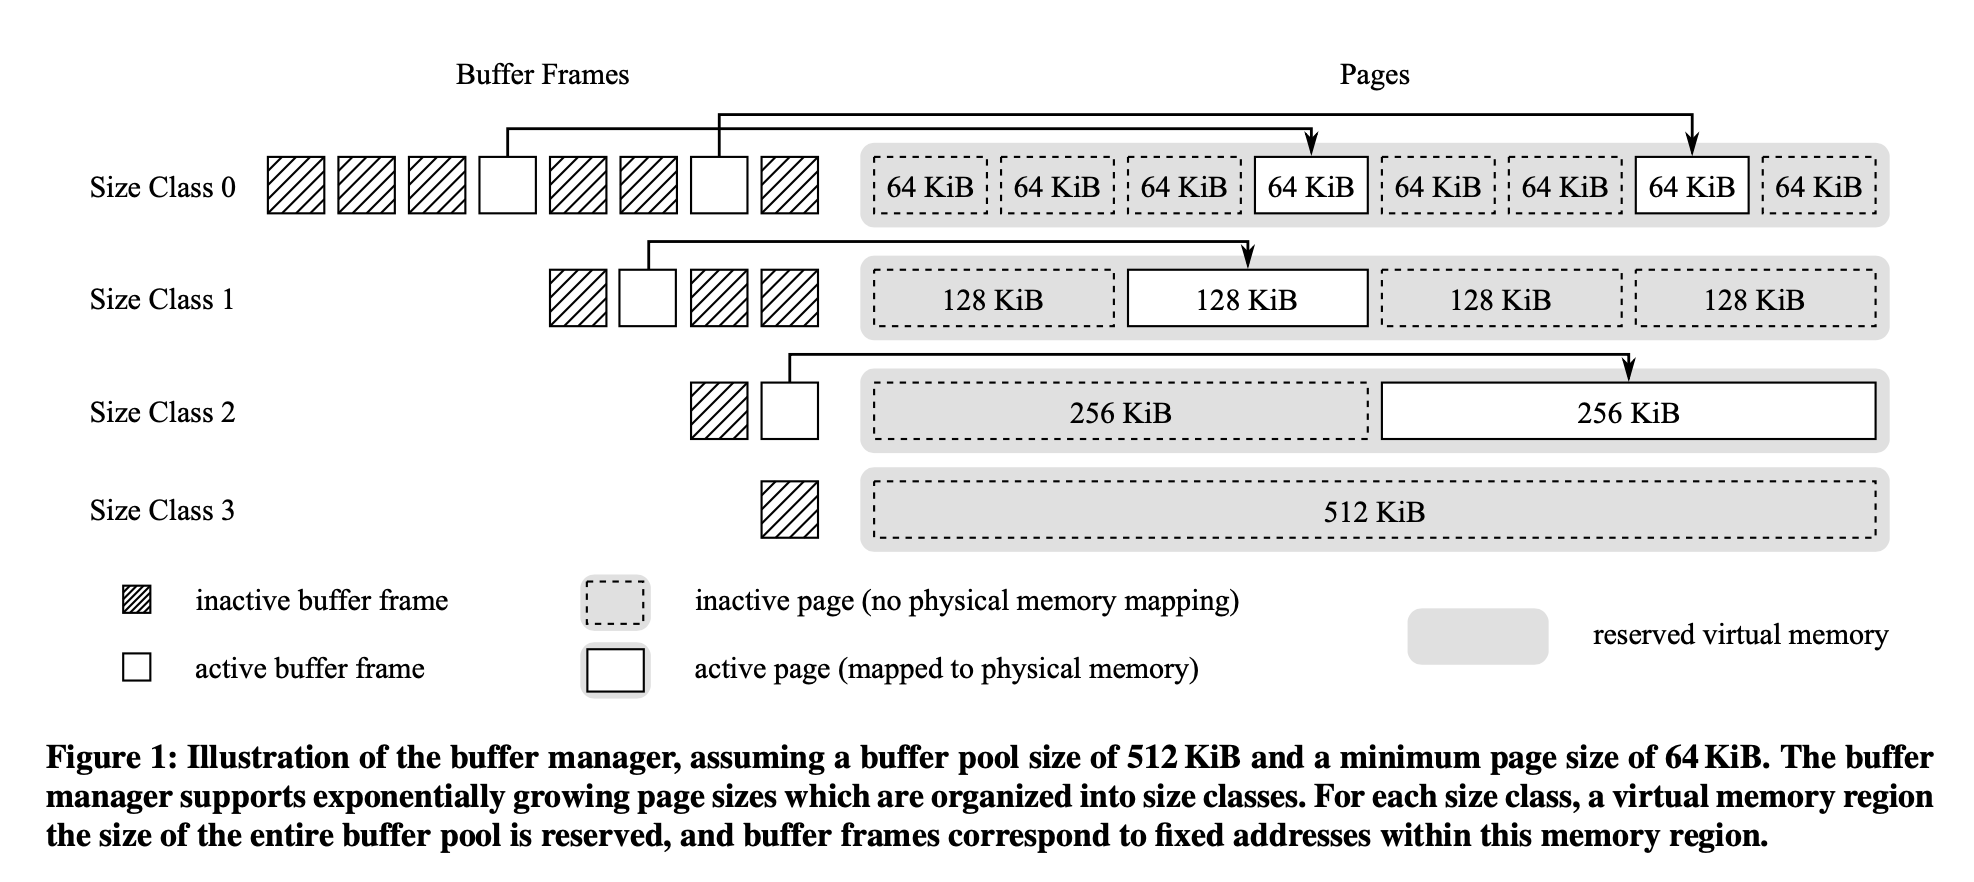 Buffer Frames Pages
Size Class 0 64 KiB 64 KiB 64 KiB 64 KiB 64 KiB 64 KiB 64 KiB 64 KiB
Size Class 1 128 KiB 128 KiB 128 KiB 128 KiB
Size Class 2 256 KiB 256 KiB
Size Class 3 512 KiB
inactive buffer frame inactive page (no physical memory mapping)
reserved virtual memory
active buffer frame active page (mapped to physical memory)
Figure 1: Illustration of the buffer manager, assuming a buffer pool size of 512 KiB and a minimum page size of 64 KiB. The buffer
manager supports exponentially growing page sizes which are organized into size classes. For each size class, a virtual memory region
the size of the entire buffer pool is reserved, and buffer frames correspond to fixed addresses within this memory region.